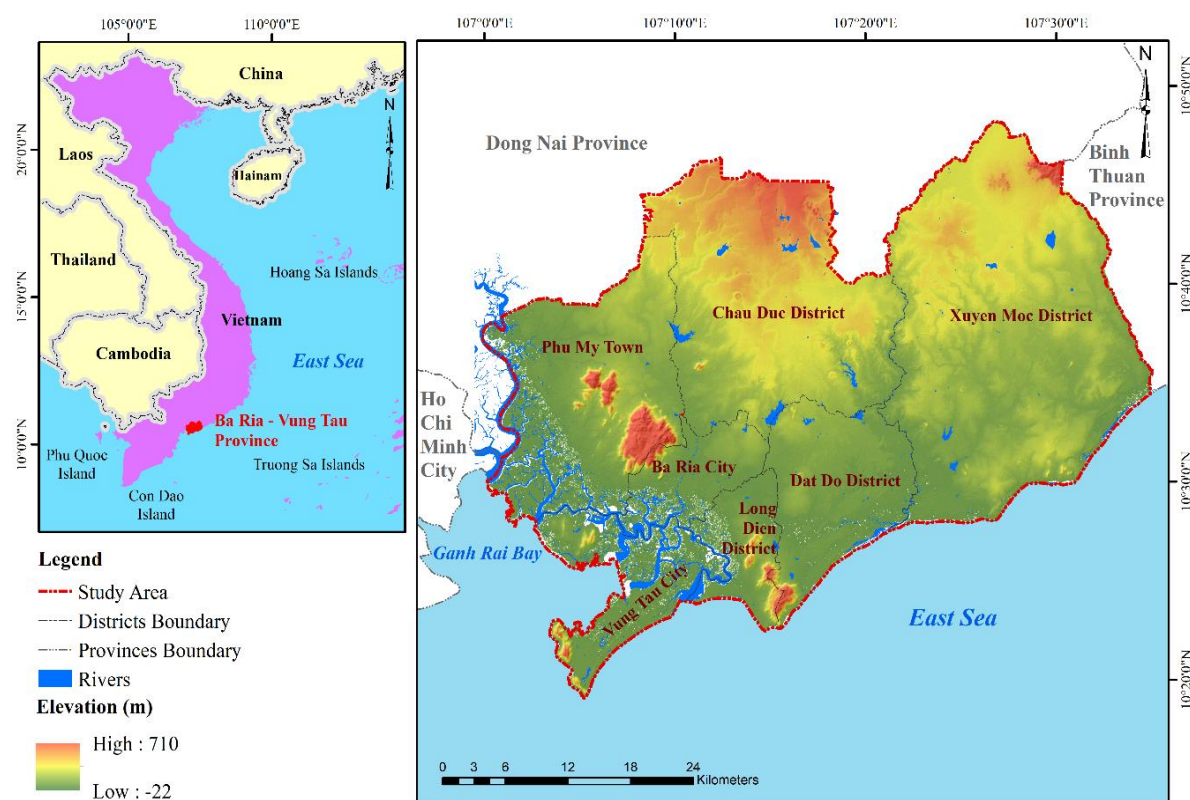 105°0'0"E
110°0'0"E
20°0'0"N
15°0'0"N
10°0'0"N
China
N
Laos
Hainam
Thailand
Hoang Sa Islands
Vietnam
Cambodia
East Sea
Ba Ria - Vung Tau
Province
Phu Quoc
Island
Truong Sa Islands
Con Dao
Island
Legend
Study Area
Districts Boundary
Provinces Boundary
Rivers
Elevation (m)
High : 710
Low : -22
107°0'0"E
107°10'0"E
107°20'0"E
107°30'0"E
N
10°50'0"N
10°40'0"N
10°30'0"N
10°20'0"N
Dong Nai Province
Binh
Thuan
Province
Chau Duc District
Xuyen Moc District
Phu My Town
Ho
Chi
Minh
City
Ba Ria City
Dat Do District
Long
Dien
District
Ganh Rai Bay
Vung Tau City
East Sea
0 3 6 12 18 24
Kilometers